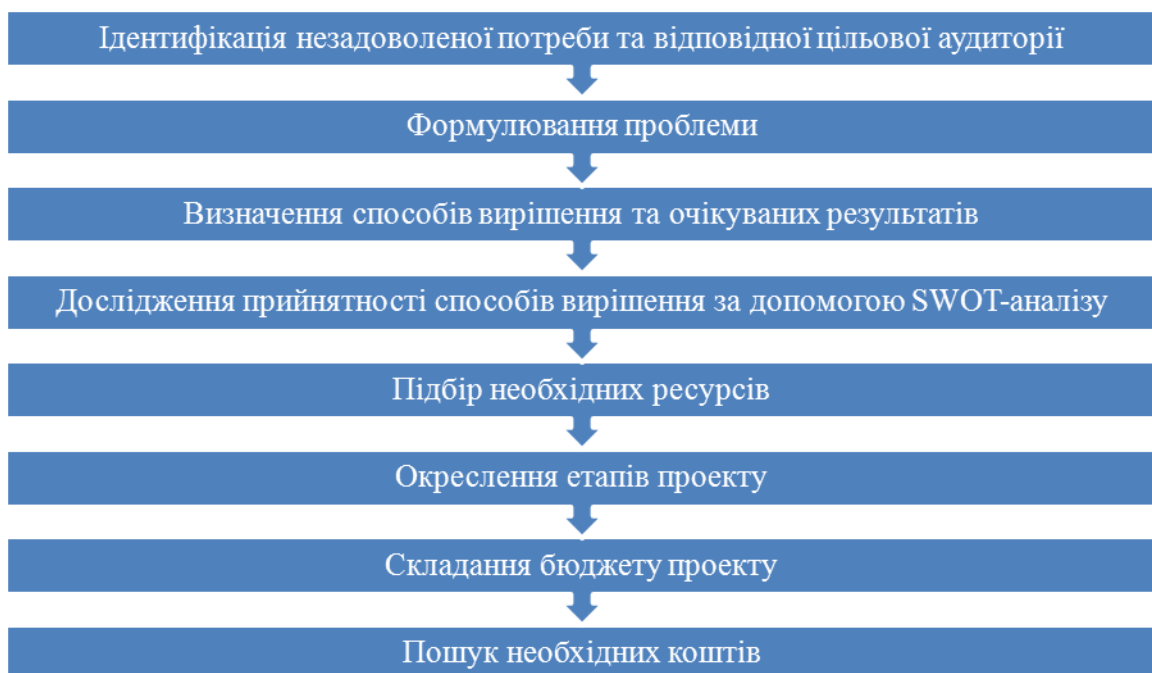 Ідентифікація незадоволеної потреби та відповідної цільової аудиторії
Формулювання проблеми
Визначення способів вирішення та очікуваних результатів
Дослідження прийнятності способів вирішення за допомогою SWOT-аналізу
Підбір необхідних ресурсів
Окреслення етапів проекту
Складання бюджету проекту
Пошук необхідних коштів